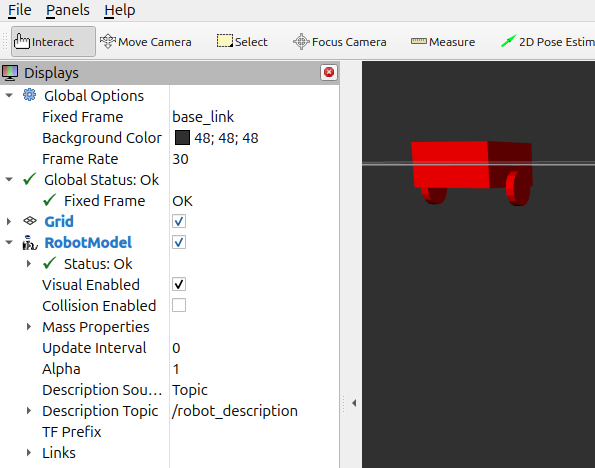 File Panels Help
Interact Move Camera Select Focus Camera Measure 2D Pose Estim
Displays
Global Options
Fixed Frame base_link
Background Color 48; 48; 48
Frame Rate 30
Global Status: Ok
Fixed Frame OK
Grid
RobotModel
Status: Ok
Visual Enabled
Collision Enabled
Mass Properties
Update Interval 0
Alpha 1
Description Sou... Topic
Description Topic /robot_description
TF Prefix
Links